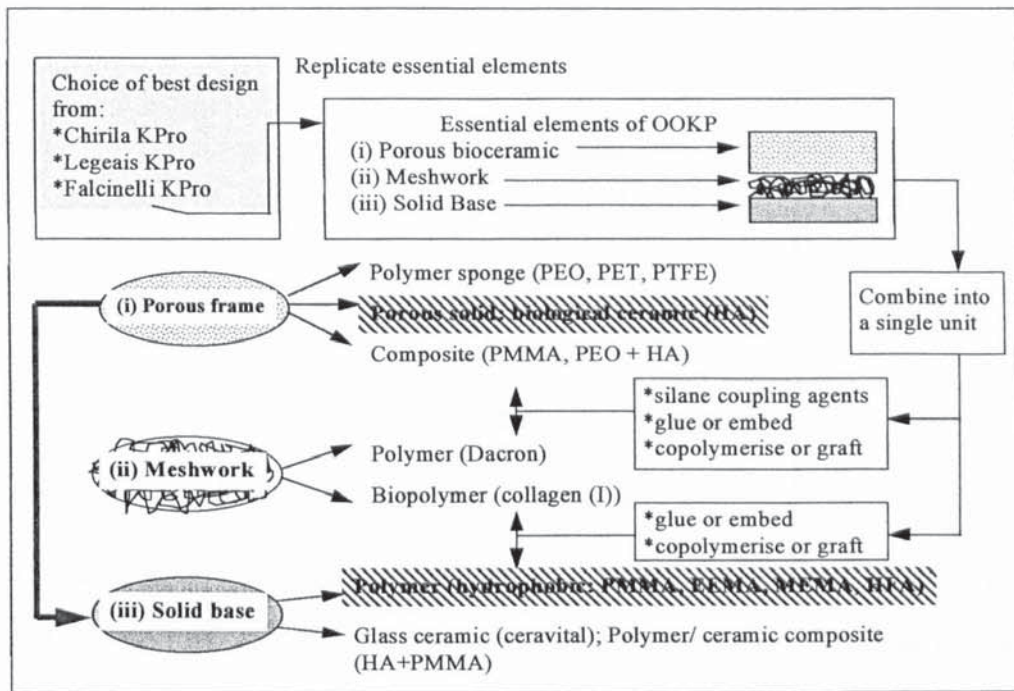 Choice of best design
from:
*Chirila KPro
*Legeais KPro
*Falcinelli KPro
Replicate essential elements
Essential elements of OOKP
(i) Porous bioceramic
(ii) Meshwork
(iii) Solid Base
Combine into
a single unit
(i) Porous frame
Polymer sponge (PEO, PET, PTFE)
Porous solid; biological ceramic (HA)
Composite (PMMA, PEO + HA)
*silane coupling agents
*glue or embed
*copolymerise or graft
(ii) Meshwork
Polymer (Dacron)
Biopolymer (collagen (I))
*glue or embed
*copolymerise or graft
(iii) Solid base
Polymer (hydrophobic: PMMA, EEMA, MEMA, HFA)
Glass ceramic (ceravital); Polymer/ ceramic composite
(HA+PMMA)